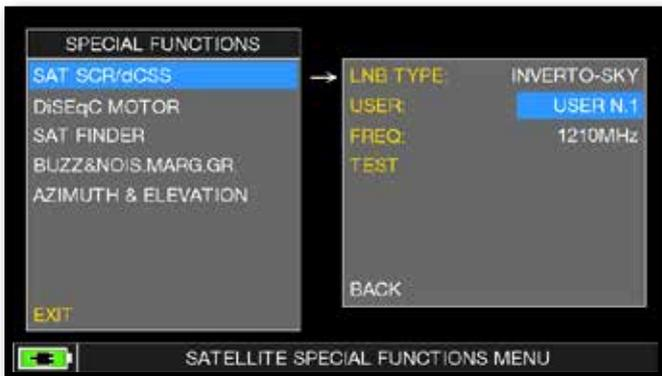 SPECIAL FUNCTIONS
SAT SCR/dCSS
DiSEqC MOTOR
SAT FINDER
BUZZ&NOIS.MARG.GR.
AZIMUTH & ELEVATION
EXIT
LNB TYPE: INVERTO-SKY
USER: USER N.1
FREQ: 1210MHz
TEST
BACK
SATELLITE SPECIAL FUNCTIONS MENU